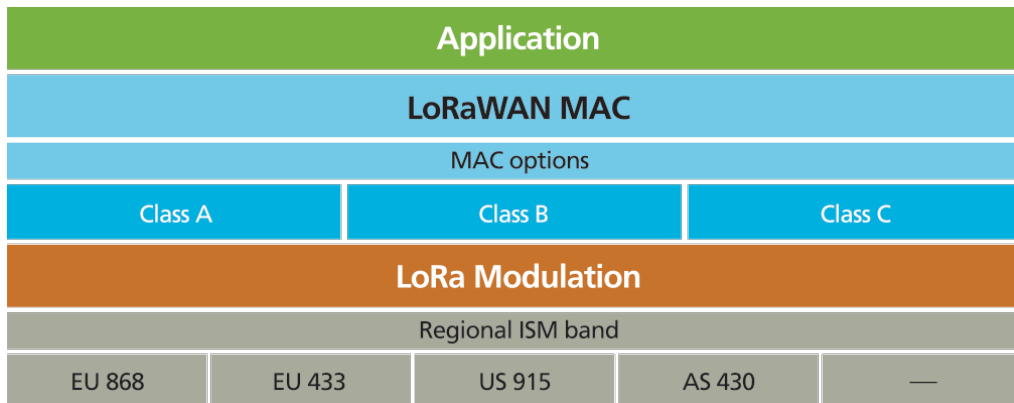 Application
LoRaWAN MAC
MAC options
Class A Class B Class C
LoRa Modulation
Regional ISM band
EU 868 EU 433 US 915 AS 430 —